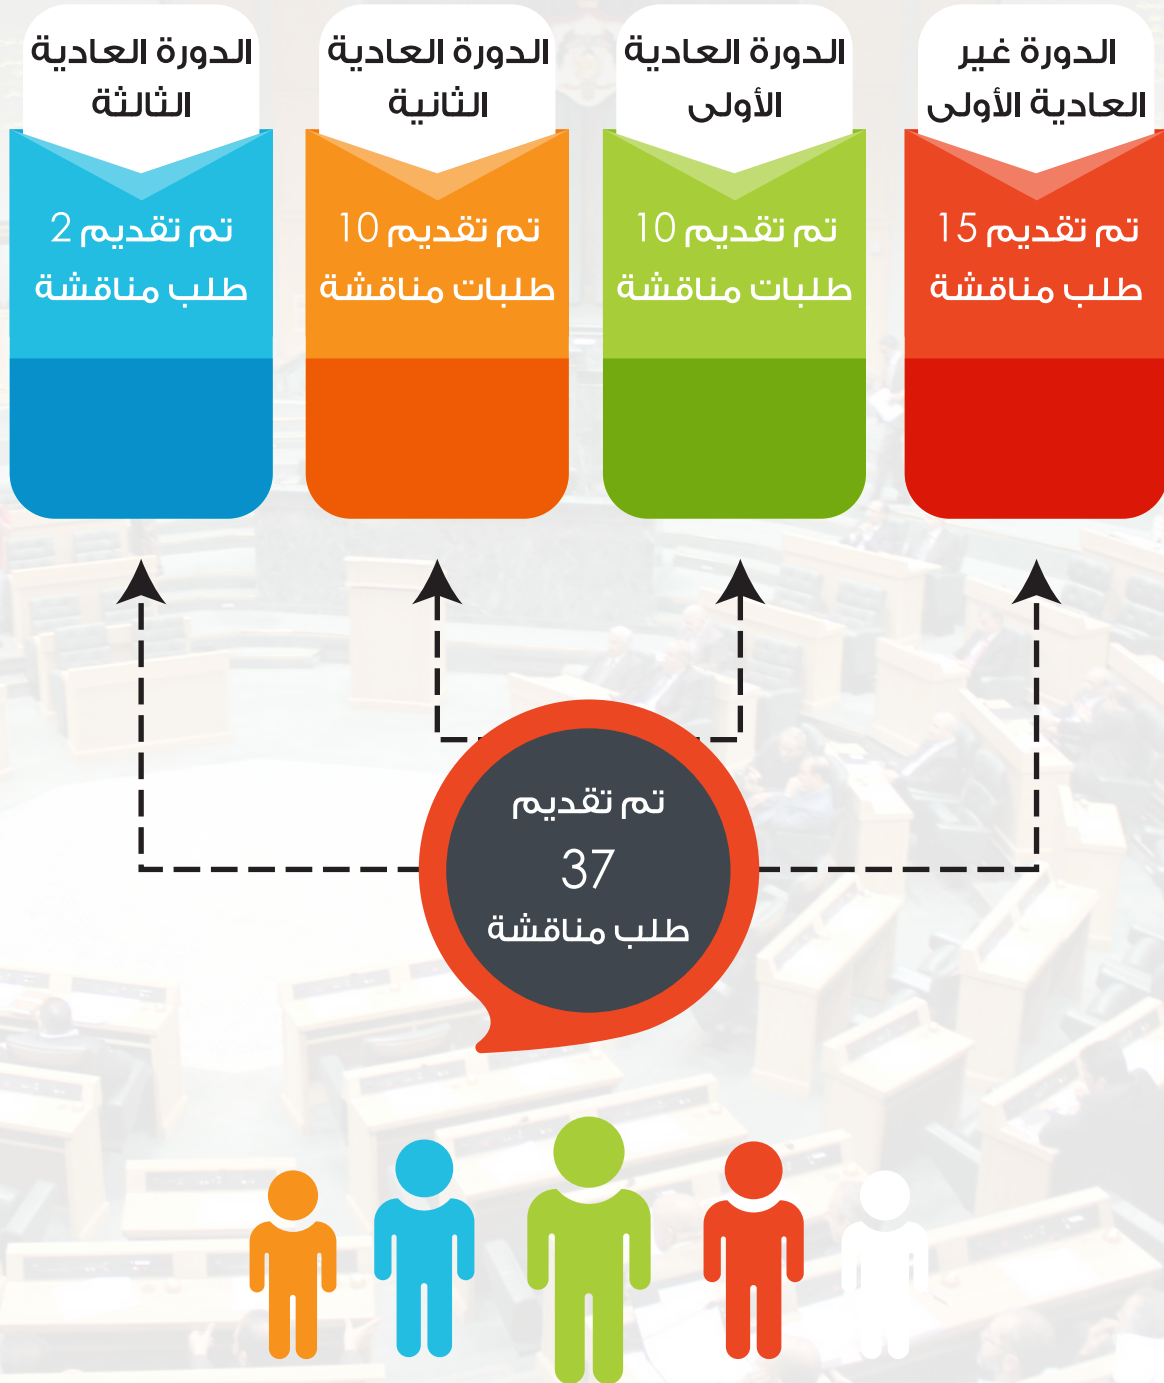 الدورة غير
العادية الأولى
تم تقديم 15
طلب مناقشة
الدورة العادية
الأولى
تم تقديم 10
طلبات مناقشة
الدورة العادية
الثانية
تم تقديم 10
طلبات مناقشة
الدورة العادية
الثالثة
تم تقديم 2
طلب مناقشة
تم تقديم
37
طلب مناقشة